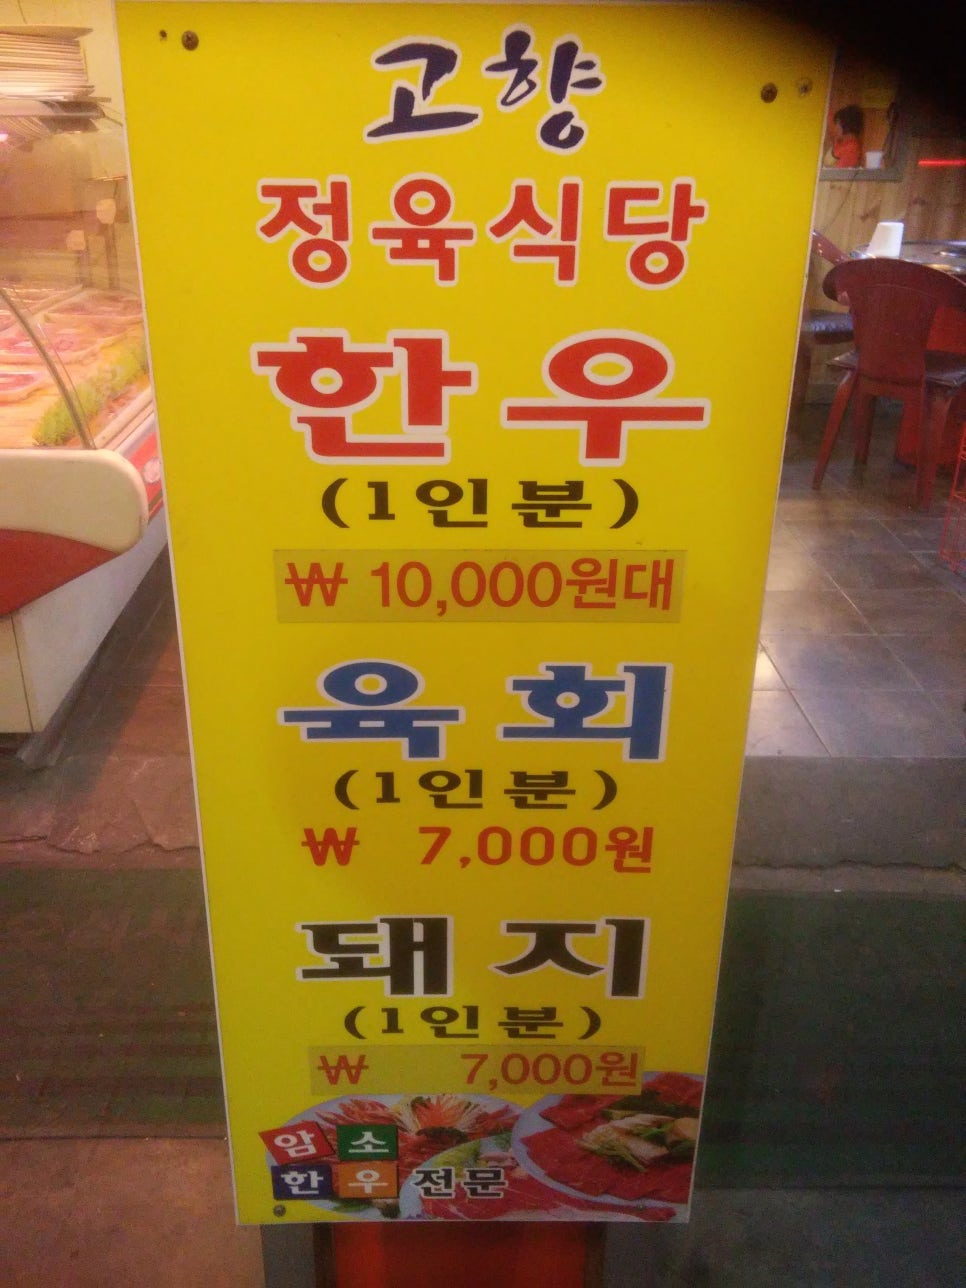 고향
정육식당
한우
(1인분)
₩ 10,000원대
육회
(1인분)
₩ 7,000원
돼지
(1인분)
₩ 7,000원
암소
한우 전문